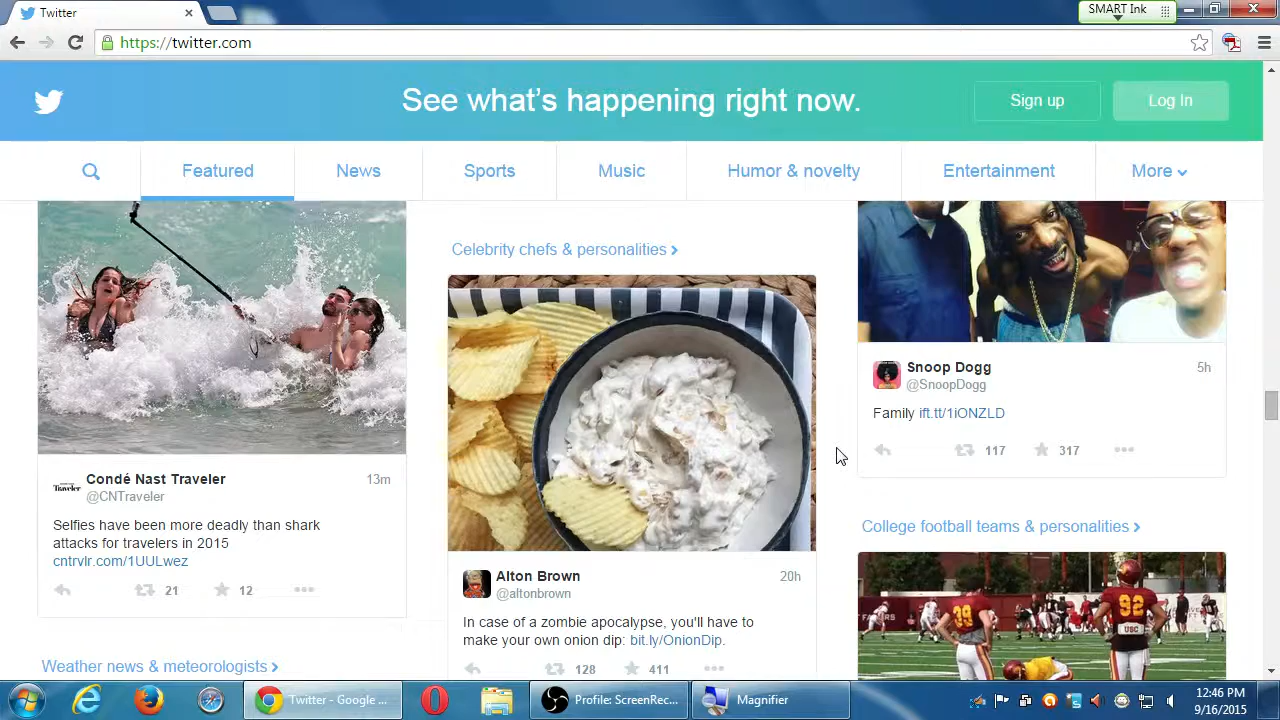 Twitter
SMART Ink
https://twitter.com
See what's happening right now.
Sign up
Log In
Featured
News
Sports
Music
Humor & novelty
Entertainment
More
Condé Nast Traveler
13m
@CNTraveler
Selfies have been more deadly than shark
attacks for travelers in 2015
cntrvlr.com/1UULwez
21
12
Weather news & meteorologists
Celebrity chefs & personalities
Alton Brown
20h
@altonbrown
In case of a zombie apocalypse, you'll have to
make your own onion dip: bit.ly/OnionDip.
128
411
Snoop Dogg
5h
@SnoopDogg
Family ift.tt/1iONZLD
117
317
College football teams & personalities
39
92
USC
Twitter - Google ...
Profile: ScreenRec...
Magnifier
12:46 PM
9/16/2015